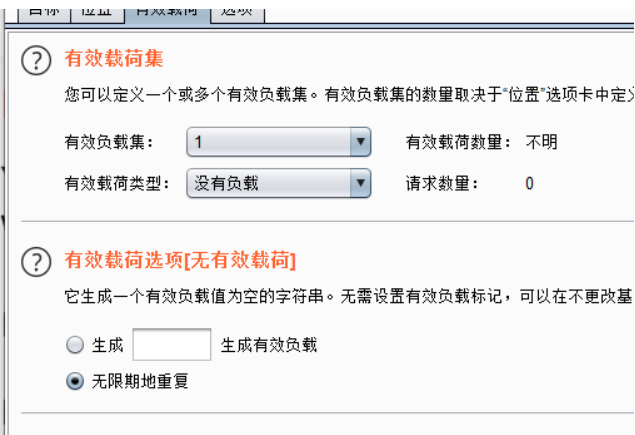 目标 位置 有效载荷 选项
有效载荷集
您可以定义一个或多个有效负载集。有效负载集的数量取决于“位置”选项卡中定义
有效负载集： 1 有效载荷数量： 不明
有效载荷类型： 没有负载 请求数量： 0
有效载荷选项[无有效载荷]
它生成一个有效负载值为空的字符串。无需设置有效负载标记，可以在不更改基
生成 生成有效负载
无限期地重复